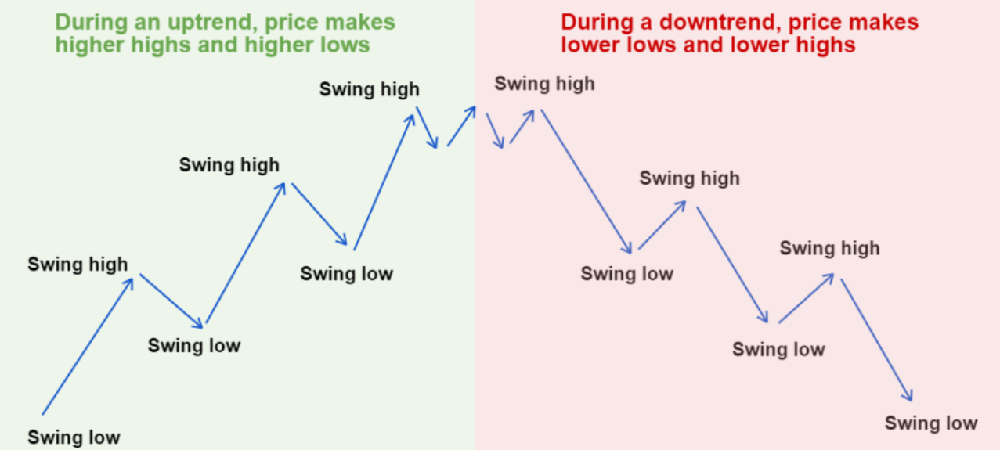 During an uptrend, price makes
higher highs and higher lows
Swing high
Swing high
Swing high
Swing low
Swing low
Swing low
During a downtrend, price makes
lower lows and lower highs
Swing high
Swing high
Swing high
Swing low
Swing low
Swing low